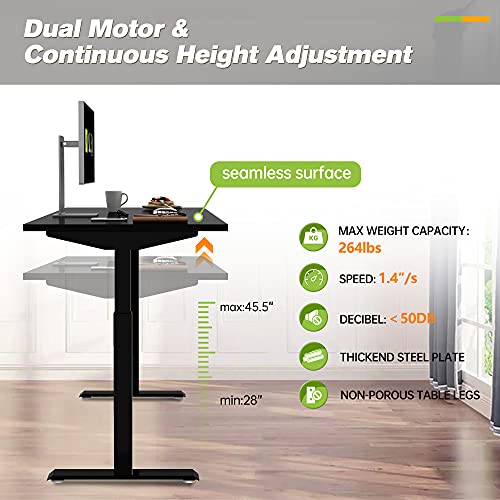 Dual Motor &
Continuous Height Adjustment
seamless surface
MAX WEIGHT CAPACITY:
264lbs
KG
SPEED: 1.4"/s
max:45.5"
DECIBEL: < 50DB
THICKEND STEEL PLATE
min:28"
NON-POROUS TABLE LEGS